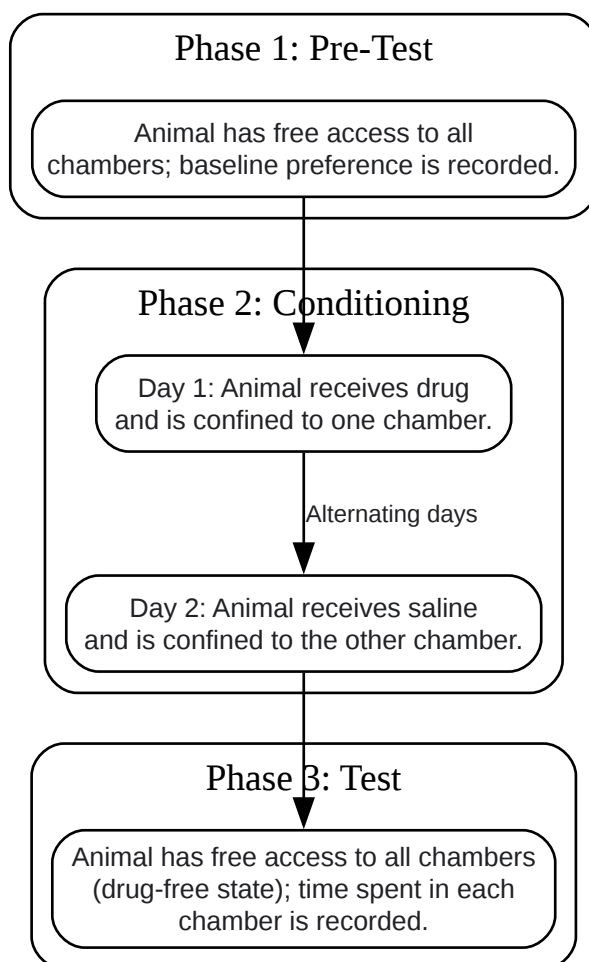 Phase 1: Pre-Test
Animal has free access to all
chambers; baseline preference is recorded.
Phase 2: Conditioning
Day 1: Animal receives drug
and is confined to one chamber.
Alternating days
Day 2: Animal receives saline
and is confined to the other chamber.
Phase 3: Test
Animal has free access to all chambers
(drug-free state); time spent in each
chamber is recorded.